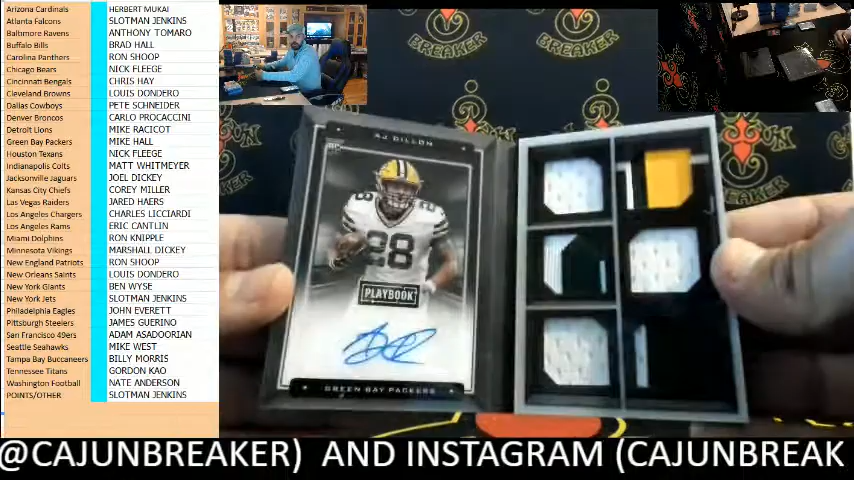 Arizona Cardinals HERBERT MUKAI
Atlanta Falcons SLOTMAN JENKINS
Baltimore Ravens ANTHONY TOMARO
Buffalo Bills BRAD HALL
Carolina Panthers RON SHOOP
Chicago Bears NICK FLEEGE
Cincinnati Bengals CHRIS HAY
Cleveland Browns LOUIS DONDERO
Dallas Cowboys PETE SCHNEIDER
Denver Broncos CARLO PROCACCINI
Detroit Lions MIKE RACICOT
Green Bay Packers MIKE HALL
Houston Texans NICK FLEEGE
Indianapolis Colts MATT WHITMEYER
Jacksonville Jaguars JOEL DICKEY
Kansas City Chiefs COREY MILLER
Las Vegas Raiders JARED HAERS
Los Angeles Chargers CHARLES LICCIARDI
Los Angeles Rams ERIC CANTLIN
Miami Dolphins RON KNIPPLE
Minnesota Vikings MARSHALL DICKEY
New England Patriots RON SHOOP
New Orleans Saints LOUIS DONDERO
New York Giants BEN WYSE
New York Jets SLOTMAN JENKINS
Philadelphia Eagles JOHN EVERETT
Pittsburgh Steelers JAMES GUERINO
San Francisco 49ers ADAM ASADOORIAN
Seattle Seahawks MIKE WEST
Tampa Bay Buccaneers BILLY MORRIS
Tennessee Titans GORDON KAO
Washington Football NATE ANDERSON
POINTS/OTHER SLOTMAN JENKINS
BREAKER
BREAKER
AJ DILLON
RC
28
28
PLAYBOOK
GREEN BAY PACKERS
@CAJUNBREAKER) AND INSTAGRAM (CAJUNBREAK